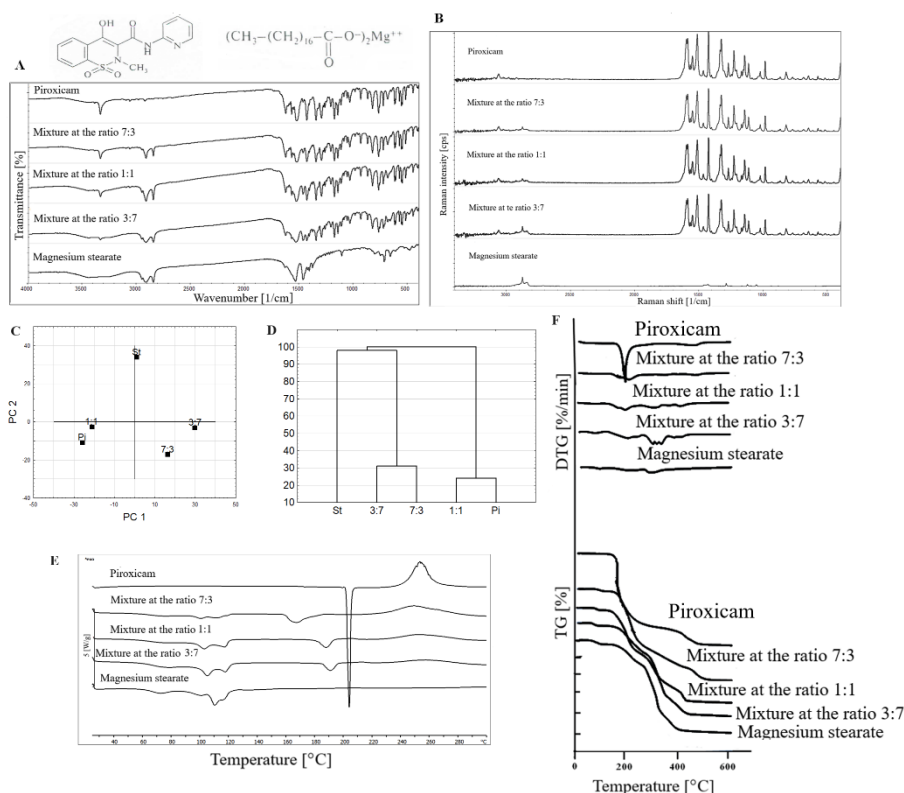 OH
O
N
N
H
N
S
CH₃
O O
(CH₃–(CH₂)₁₆–C–O⁻)₂Mg⁺⁺
O
A
Piroxicam
Mixture at the ratio 7:3
Mixture at the ratio 1:1
Mixture at the ratio 3:7
Magnesium stearate
Transmittance [%]
4000 3500 3000 2500 2000 1500 1000 500
Wavenumber [1/cm]
B
Piroxicam
Mixture at the ratio 7:3
Mixture at the ratio 1:1
Mixture at te ratio 3:7
Magnesium stearate
Raman intensity [cps]
3000 2500 2000 1500 1000 500
Raman shift [1/cm]
C
40
20
0
-20
-40
PC 2
St
1:1
Pi
3:7
7:3
-50 -30 -10 10 30 50
PC 1
D
100
90
80
70
60
50
40
30
20
10
St 3:7 7:3 1:1 Pi
E
Piroxicam
Mixture at the ratio 7:3
Mixture at the ratio 1:1
Mixture at the ratio 3:7
Magnesium stearate
5 [W/g]
40 60 80 100 120 140 160 180 200 220 240 260 280 °C
Temperature [°C]
F
Piroxicam
Mixture at the ratio 7:3
Mixture at the ratio 1:1
Mixture at the ratio 3:7
Magnesium stearate
DTG [%/min]
TG [%]
Piroxicam
Mixture at the ratio 7:3
Mixture at the ratio 1:1
Mixture at the ratio 3:7
Magnesium stearate
0 200 400 600
Temperature [°C]